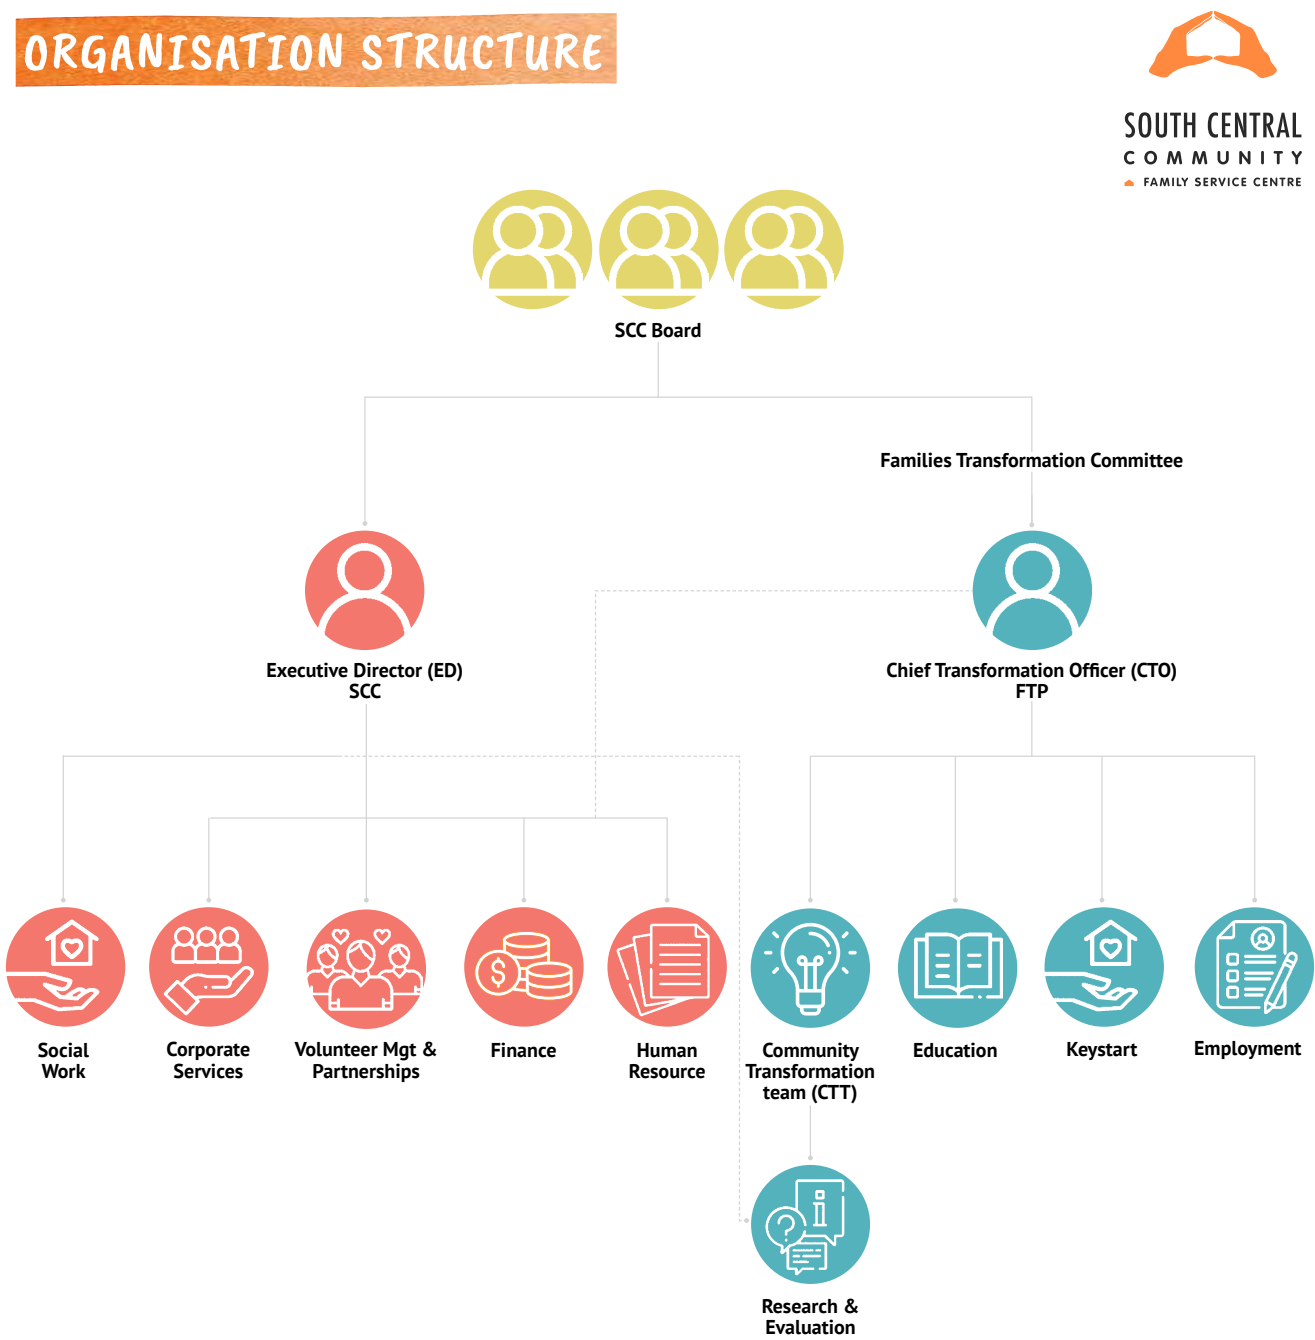 ORGANISATION STRUCTURE
SOUTH CENTRAL
COMMUNITY
FAMILY SERVICE CENTRE
SCC Board
Families Transformation Committee
Executive Director (ED)
SCC
Chief Transformation Officer (CTO)
FTP
Social
Work
Corporate
Services
Volunteer Mgt &
Partnerships
$
Finance
Human
Resource
Community
Transformation
team (CTT)
Education
Keystart
Employment
i
?
Research &
Evaluation